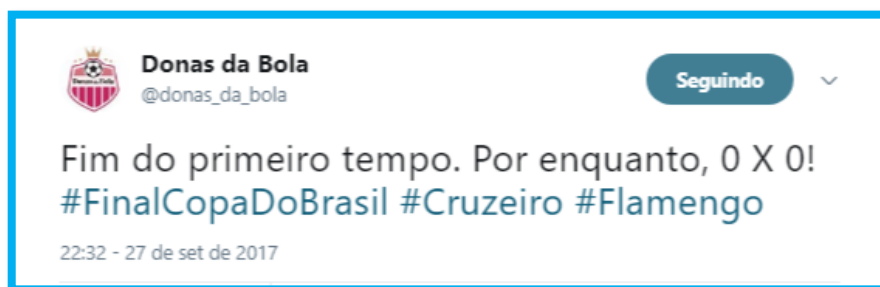 Donas da Bola
@donas_da_bola
Seguindo
Fim do primeiro tempo. Por enquanto, 0 X 0!
#FinalCopaDoBrasil #Cruzeiro #Flamengo
22:32 - 27 de set de 2017